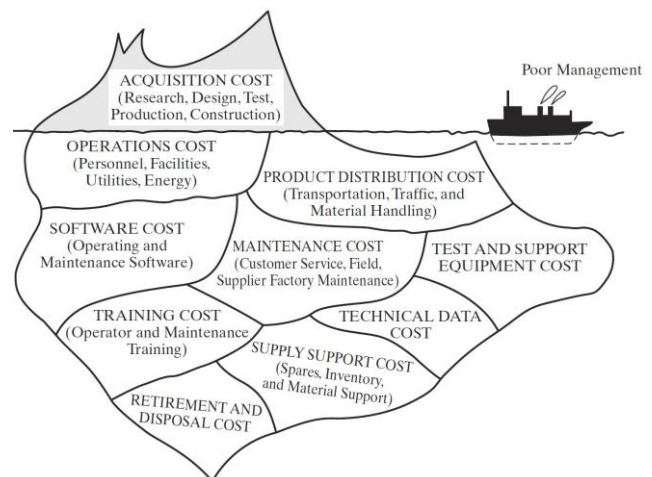 ACQUISITION COST
(Research, Design, Test,
Production, Construction)
Poor Management
OPERATIONS COST
(Personnel, Facilities,
Utilities, Energy)
PRODUCT DISTRIBUTION COST
(Transportation, Traffic, and
Material Handling)
SOFTWARE COST
(Operating and
Maintenance Software)
MAINTENANCE COST
(Customer Service, Field,
Supplier Factory Maintenance)
TEST AND SUPPORT
EQUIPMENT COST
TRAINING COST
(Operator and Maintenance
Training)
TECHNICAL DATA
COST
SUPPLY SUPPORT COST
(Spares, Inventory,
and Material Support)
RETIREMENT AND
DISPOSAL COST